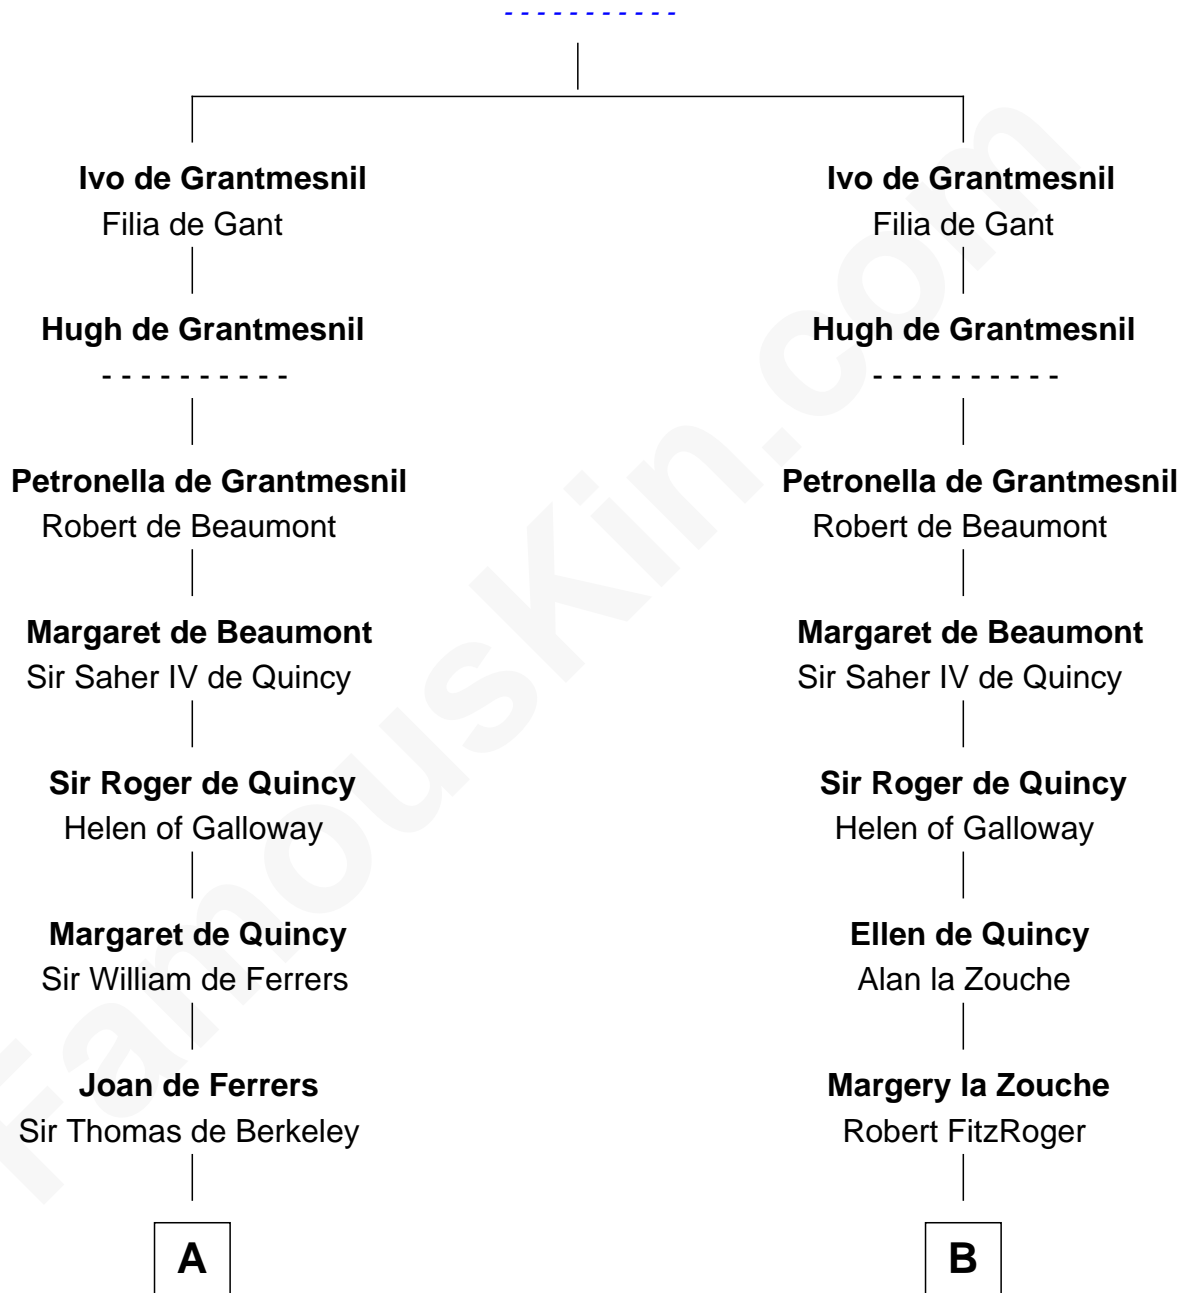 - - - - - - - - - - -
Ivo de Grantmesnil
Filia de Gant
Hugh de Grantmesnil
- - - - - - - - - -
Petronella de Grantmesnil
Robert de Beaumont
Margaret de Beaumont
Sir Saher IV de Quincy
Sir Roger de Quincy
Helen of Galloway
Margaret de Quincy
Sir William de Ferrers
Joan de Ferrers
Sir Thomas de Berkeley
A
Ivo de Grantmesnil
Filia de Gant
Hugh de Grantmesnil
- - - - - - - - - -
Petronella de Grantmesnil
Robert de Beaumont
Margaret de Beaumont
Sir Saher IV de Quincy
Sir Roger de Quincy
Helen of Galloway
Ellen de Quincy
Alan la Zouche
Margery la Zouche
Robert FitzRoger
B
FamousKin.com